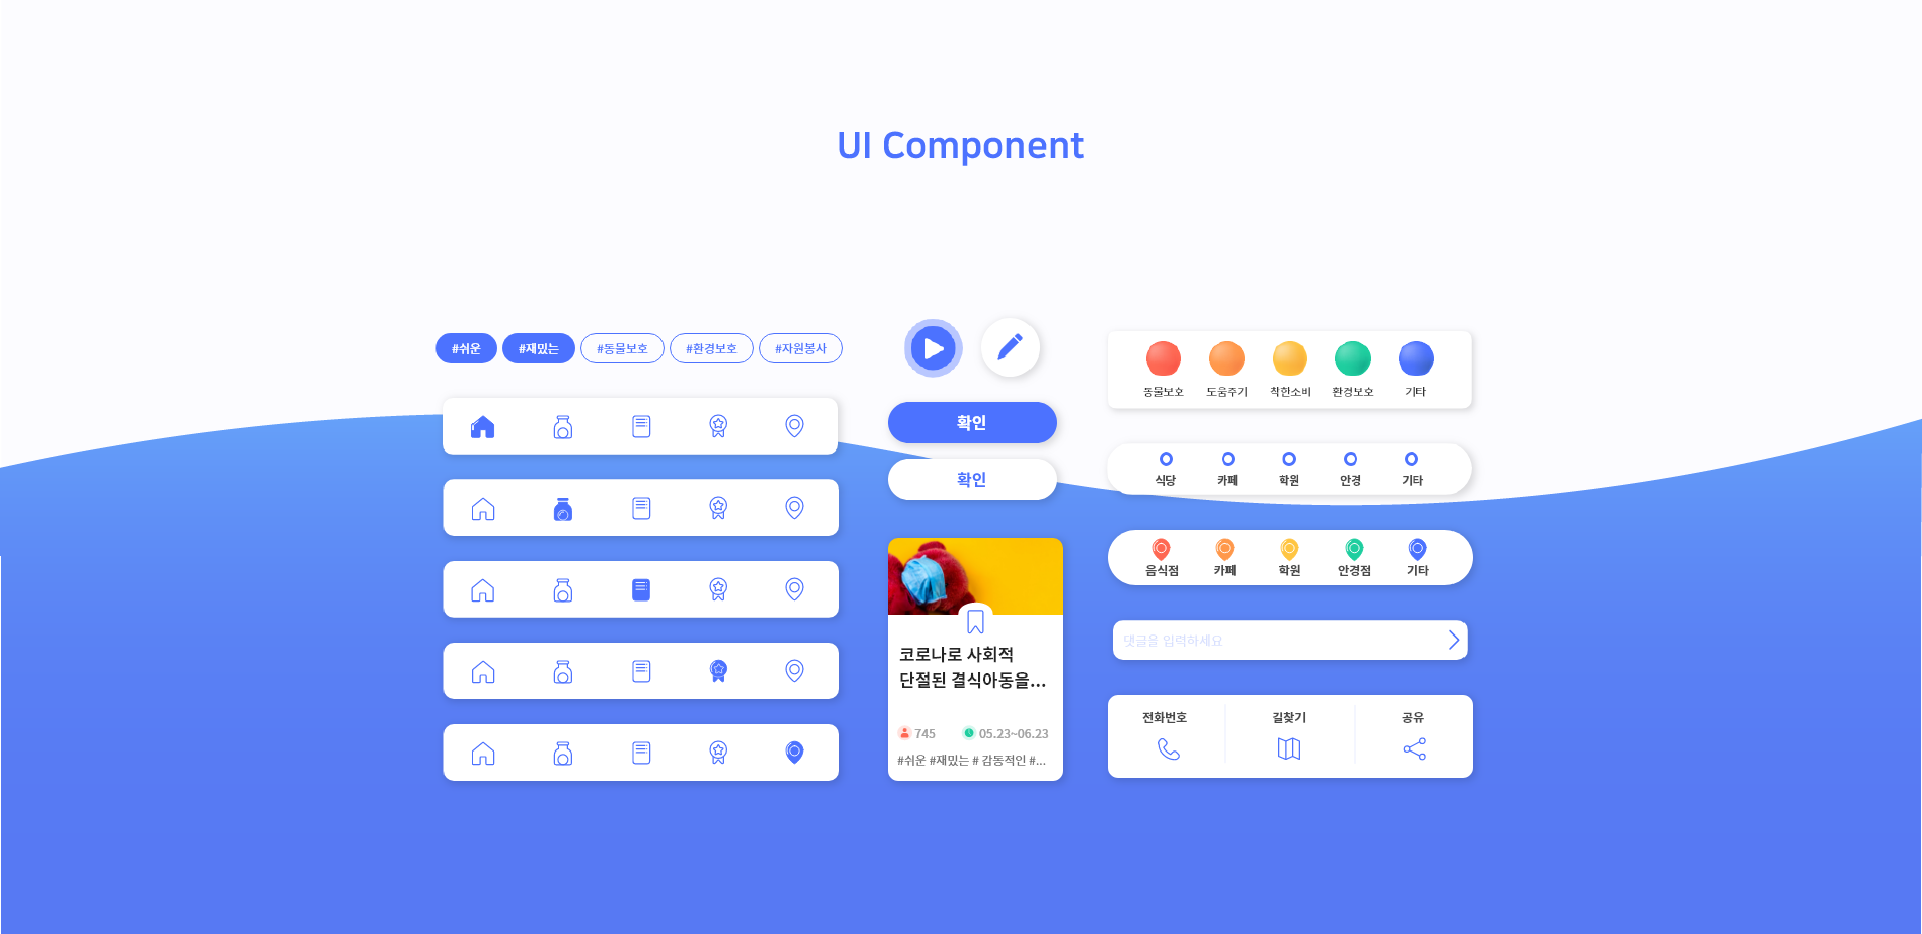 UI Component
#쉬운 #재밌는 #동물보호 #환경보호 #자원봉사
확인
확인
코로나로 사회적
단절된 결식아동을...
745 05.23~06.23
#쉬운 #재밌는 # 감동적인 #...
동물보호 도움주기 착한소비 환경보호 기타
식당 카페 학원 안경 기타
음식점 카페 학원 안경점 기타
댓글을 입력하세요
전화번호 길찾기 공유